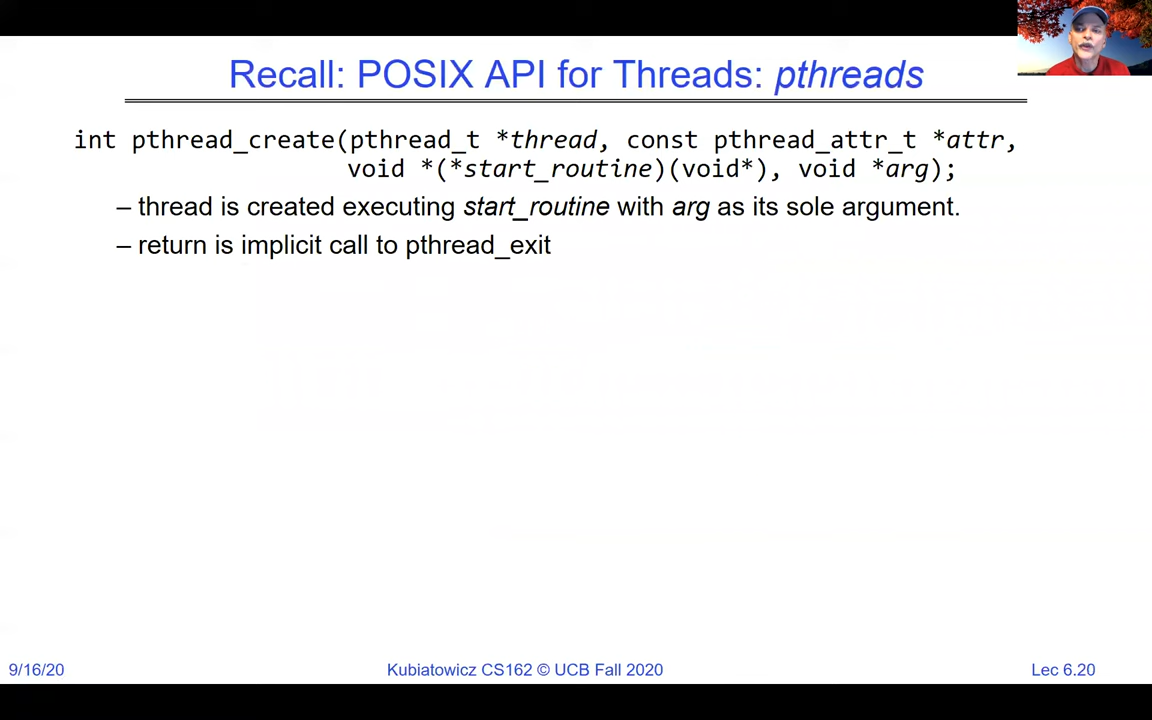 Recall: POSIX API for Threads: pthreads
int pthread_create(pthread_t *thread, const pthread_attr_t *attr,
void *(*start_routine)(void*), void *arg);
– thread is created executing start_routine with arg as its sole argument.
– return is implicit call to pthread_exit
9/16/20 Kubiatowicz CS162 © UCB Fall 2020 Lec 6.20